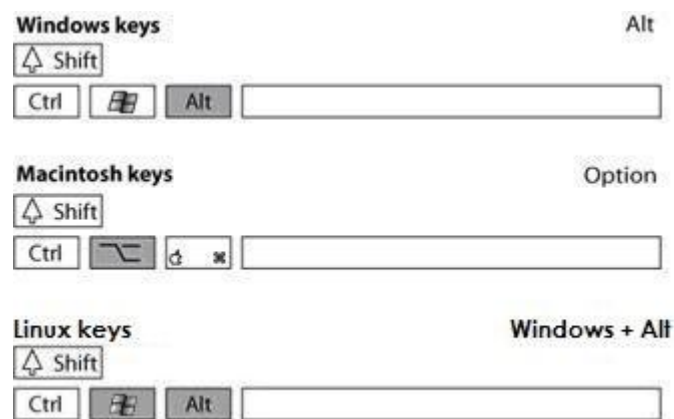 Windows keys Alt
Shift
Ctrl Alt
Macintosh keys Option
Shift
Ctrl ⌥ ⌘
Linux keys Windows + Alt
Shift
Ctrl Alt